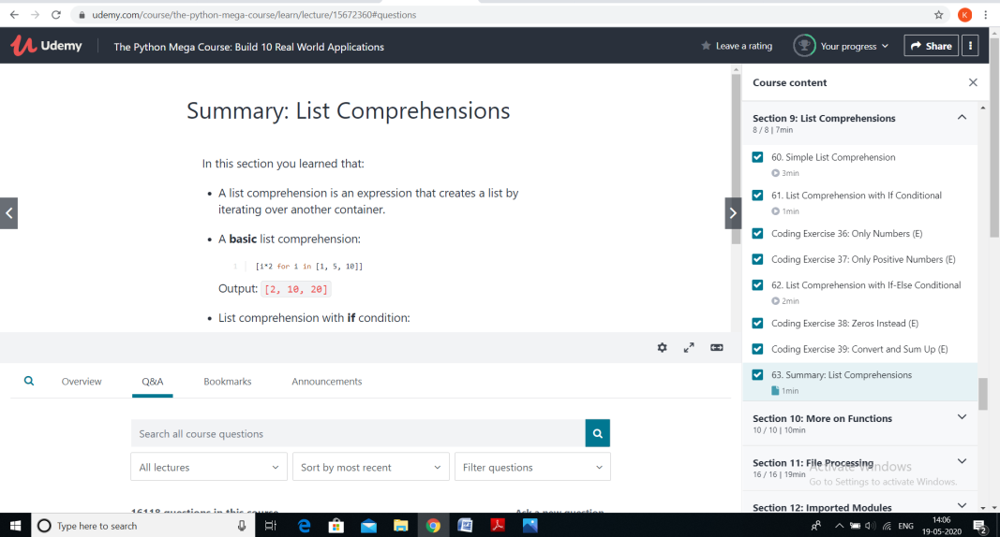 udemy.com/course/the-python-mega-course/learn/lecture/15672360#questions
K
Udemy
The Python Mega Course: Build 10 Real World Applications
Leave a rating
Your progress
Share
Summary: List Comprehensions
In this section you learned that:
• A list comprehension is an expression that creates a list by
iterating over another container.
• A basic list comprehension:
1 [i*2 for i in [1, 5, 10]]
Output: [2, 10, 20]
• List comprehension with if condition:
Overview
Q&A
Bookmarks
Announcements
Search all course questions
All lectures
Sort by most recent
Filter questions
16118 questions in this course
Ask a new question
Course content
Section 9: List Comprehensions
8 / 8 | 7min
60. Simple List Comprehension
3min
61. List Comprehension with If Conditional
1min
Coding Exercise 36: Only Numbers (E)
Coding Exercise 37: Only Positive Numbers (E)
62. List Comprehension with If-Else Conditional
2min
Coding Exercise 38: Zeros Instead (E)
Coding Exercise 39: Convert and Sum Up (E)
63. Summary: List Comprehensions
1min
Section 10: More on Functions
10 / 10 | 10min
Section 11: File Processing
16 / 16 | 19min
Activate Windows
Go to Settings to activate Windows.
Section 12: Imported Modules
Type here to search
ENG
14:06
19-05-2020
2